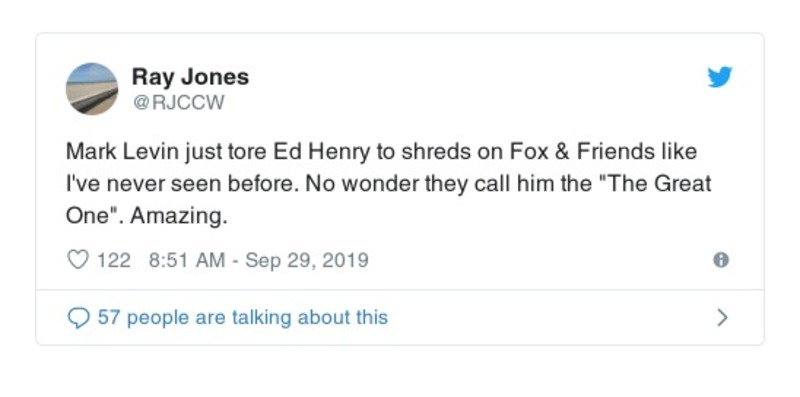 Ray Jones
@RJCCW
Mark Levin just tore Ed Henry to shreds on Fox & Friends like
I've never seen before. No wonder they call him the "The Great
One". Amazing.
122 8:51 AM - Sep 29, 2019
57 people are talking about this